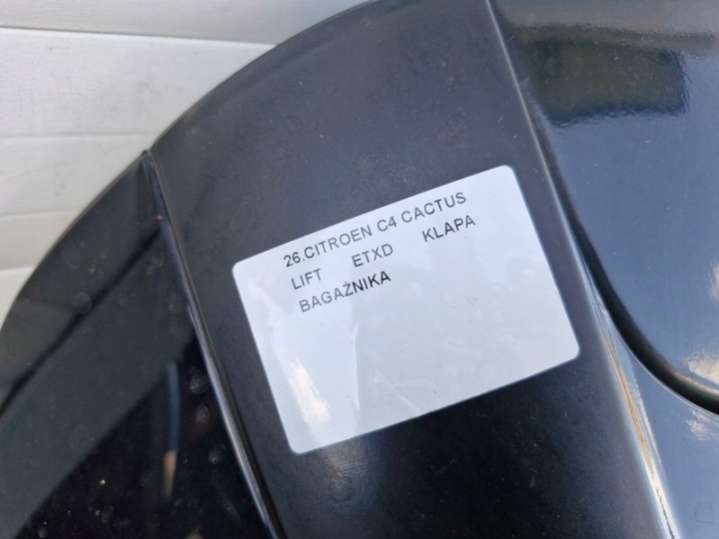 26.CITROEN C4 CACTUS
LIFT ETXD KLAPA
BAGAŻNIKA